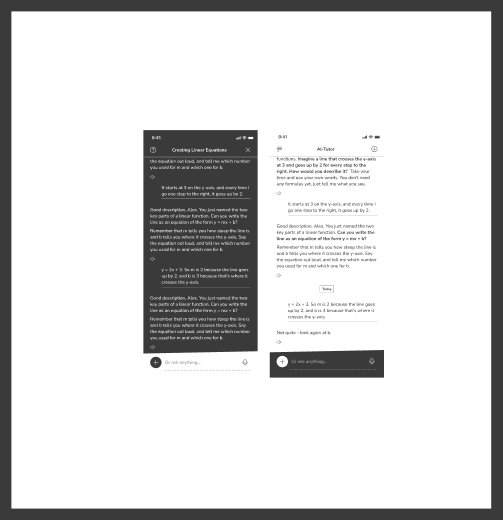 9:41
Creating Linear Equations
the equation out loud, and tell me which number
you used for m and which one for b.
It starts at 3 on the y-axis, and every time I
go one step to the right, it goes up by 2.
Good description, Alex. You just named the two
key parts of a linear function. Can you write the
line as an equation of the form y = mx + b?
Remember that m tells you how steep the line is
and b tells you where it crosses the y-axis. Say
the equation out loud, and tell me which number
you used for m and which one for b.
y = 2x + 3. So m is 2 because the line goes
up by 2, and b is 3 because that's where it
crosses the y-axis.
Good description, Alex. You just named the two
key parts of a linear function. Can you write the
line as an equation of the form y = mx + b?
Remember that m tells you how steep the line is
and b tells you where it crosses the y-axis. Say
the equation out loud, and tell me which number
you used for m and which one for b.
Or ask anything...
9:41
AI-Tutor
functions. Imagine a line that crosses the y-axis
at 3 and goes up by 2 for every step to the
right. How would you describe it? Take your
time and use your own words. You don't need
any formulas yet, just tell me what you see.
It starts at 3 on the y-axis, and every time I
go one step to the right, it goes up by 2.
Good description, Alex. You just named the two
key parts of a linear function. Can you write the
line as an equation of the form y = mx + b?
Remember that m tells you how steep the line is
and b tells you where it crosses the y-axis. Say
the equation out loud, and tell me which number
you used for m and which one for b.
Today
y = 2x + 3. So m is 2 because the line goes
up by 2, and b is 3 because that's where it
crosses the y-axis.
Not quite - look again at b.
Or ask anything...